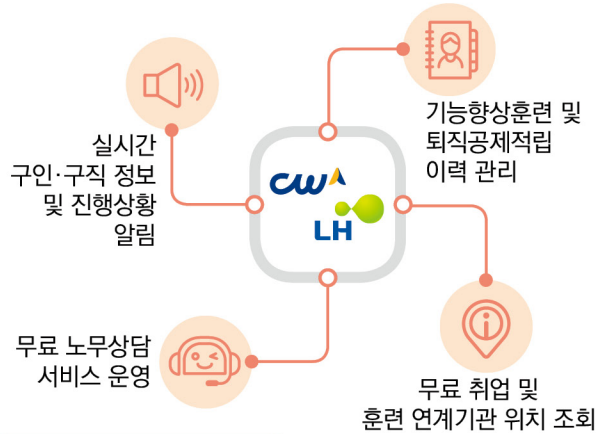 기능향상훈련 및
퇴직공제적립
이력 관리
실시간
구인·구직 정보
및 진행상황
알림
CWA
LH
무료 노무상담
서비스 운영
무료 취업 및
훈련 연계기관 위치 조회